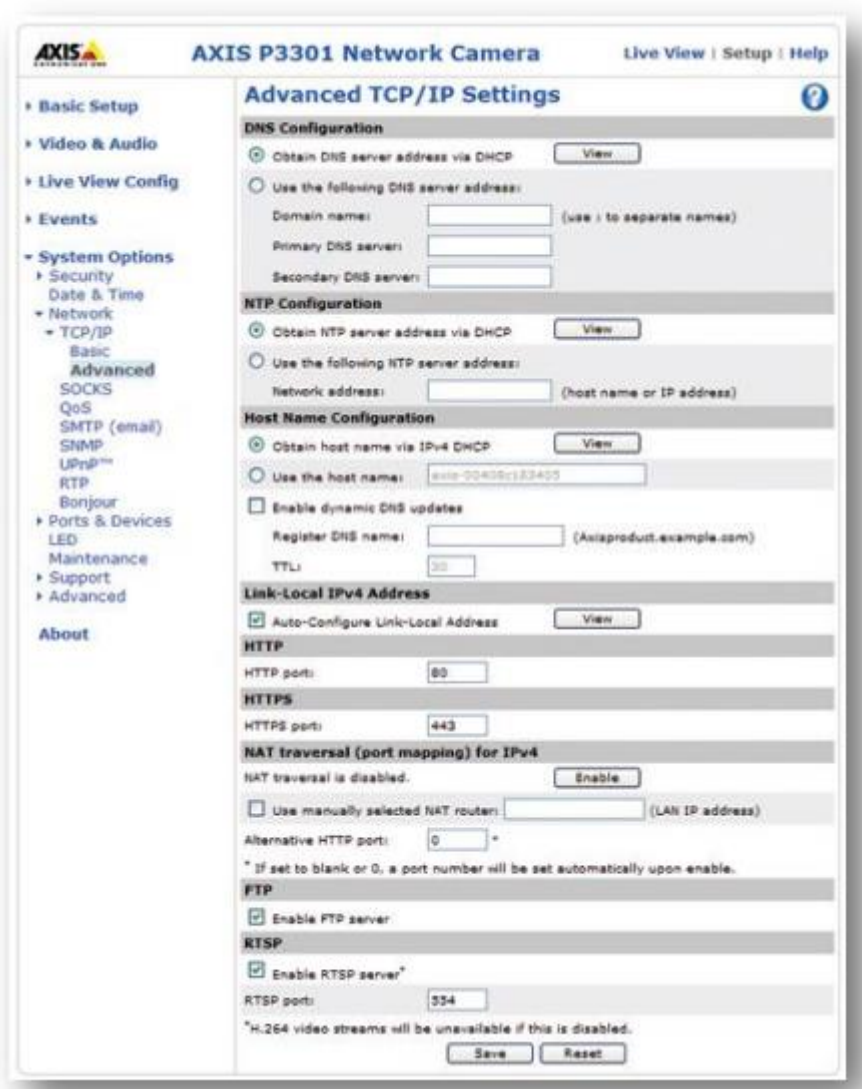 AXIS
COMMUNICATIONS
AXIS P3301 Network Camera
Live View | Setup | Help
Basic Setup
Video & Audio
Live View Config
Events
System Options
Security
Date & Time
Network
TCP/IP
Basic
Advanced
SOCKS
QoS
SMTP (email)
SNMP
UPnP™
RTP
Bonjour
Ports & Devices
LED
Maintenance
Support
Advanced
About
Advanced TCP/IP Settings
?
DNS Configuration
Obtain DNS server address via DHCP View
Use the following DNS server address:
Domain name: (use ; to separate names)
Primary DNS server:
Secondary DNS server:
NTP Configuration
Obtain NTP server address via DHCP View
Use the following NTP server address:
Network address: (host name or IP address)
Host Name Configuration
Obtain host name via IPv4 DHCP View
Use the host name:
Enable dynamic DNS updates
Register DNS name: (Axisproduct.example.com)
TTL: 30
Link-Local IPv4 Address
Auto-Configure Link-Local Address View
HTTP
HTTP port: 80
HTTPS
HTTPS port: 443
NAT traversal (port mapping) for IPv4
NAT traversal is disabled. Enable
Use manually selected NAT router: (LAN IP address)
Alternative HTTP port: 0 *
* If set to blank or 0, a port number will be set automatically upon enable.
FTP
Enable FTP server
RTSP
Enable RTSP server*
RTSP port: 554
*H.264 video streams will be unavailable if this is disabled.
Save Reset